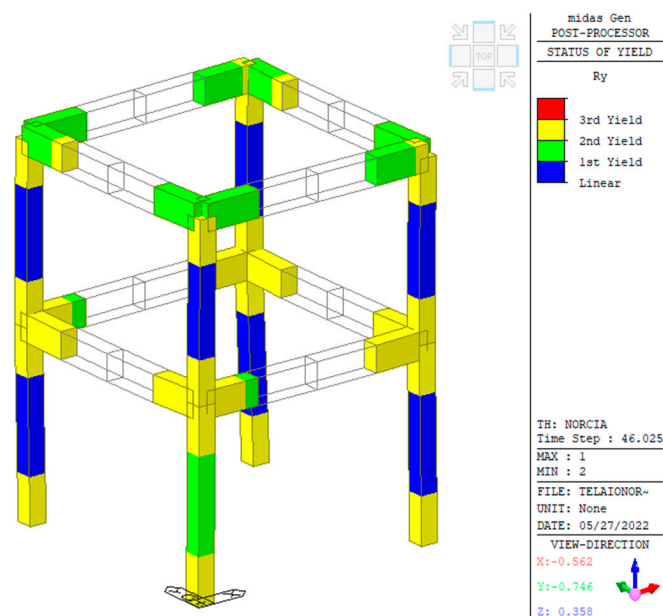 TOP
midas Gen
POST-PROCESSOR
STATUS OF YIELD
Ry
3rd Yield
2nd Yield
1st Yield
Linear
TH: NORCIA
Time Step : 46.025
MAX : 1
MIN : 2
FILE: TELAIONOR~
UNIT: None
DATE: 05/27/2022
VIEW-DIRECTION
X:-0.562
Y:-0.746
Z: 0.358